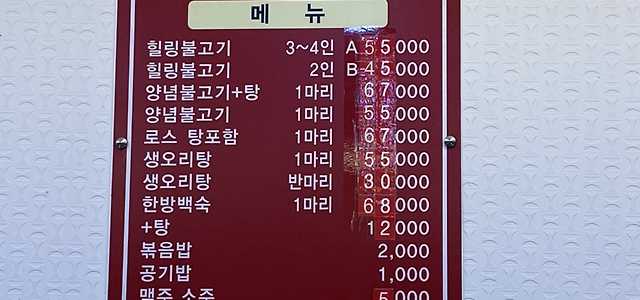 메 뉴
힐링불고기 3~4인 A 55,000
힐링불고기 2인 B 45,000
양념불고기+탕 1마리 67,000
양념불고기 1마리 55,000
로스 탕포함 1마리 67,000
생오리탕 1마리 55,000
생오리탕 반마리 30,000
한방백숙 1마리 68,000
+탕 12,000
볶음밥 2,000
공기밥 1,000
맥주 소주 5,000